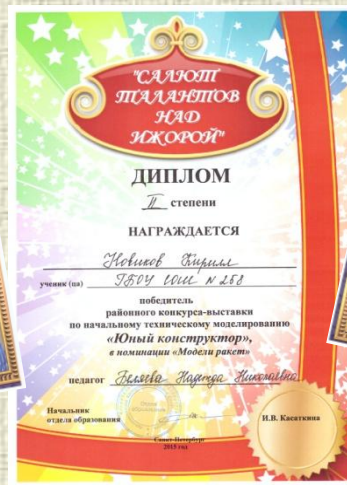 "САЛЮТ
ТАЛАНТОВ
НАД
ИЖОРОЙ"
ДИПЛОМ
II степени
НАГРАЖДАЕТСЯ
Новиков Кирилл
ученик (ца) ГБОУ СОШ № 258
победитель
районного конкурса-выставки
по начальному техническому моделированию
«Юный конструктор»,
в номинации «Модели ракет»
педагог Беляева Надежда Николаевна
Начальник
отдела образования
И.В. Касаткина
Санкт-Петербург
2015 год